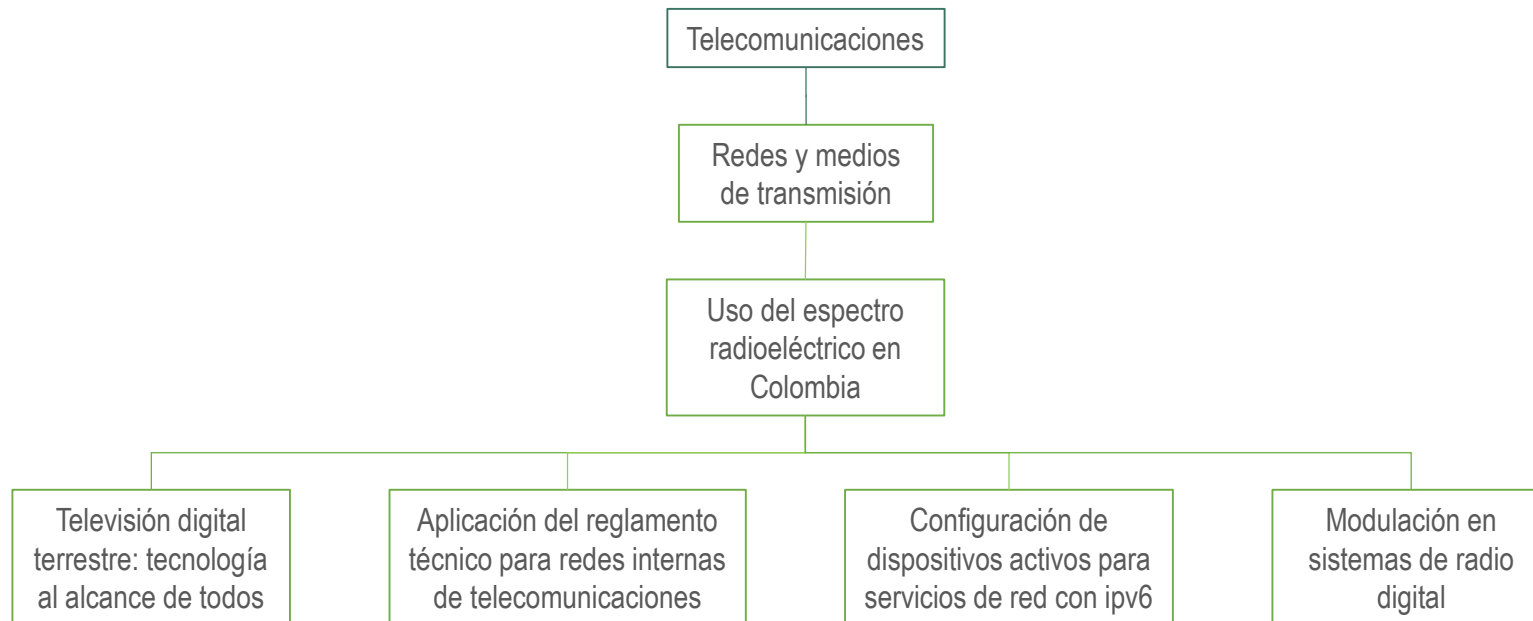 Telecomunicaciones
Redes y medios
de transmisión
Uso del espectro
radioeléctrico en
Colombia
Televisión digital
terrestre: tecnología
al alcance de todos
Aplicación del reglamento
técnico para redes internas
de telecomunicaciones
Configuración de
dispositivos activos para
servicios de red con ipv6
Modulación en
sistemas de radio
digital